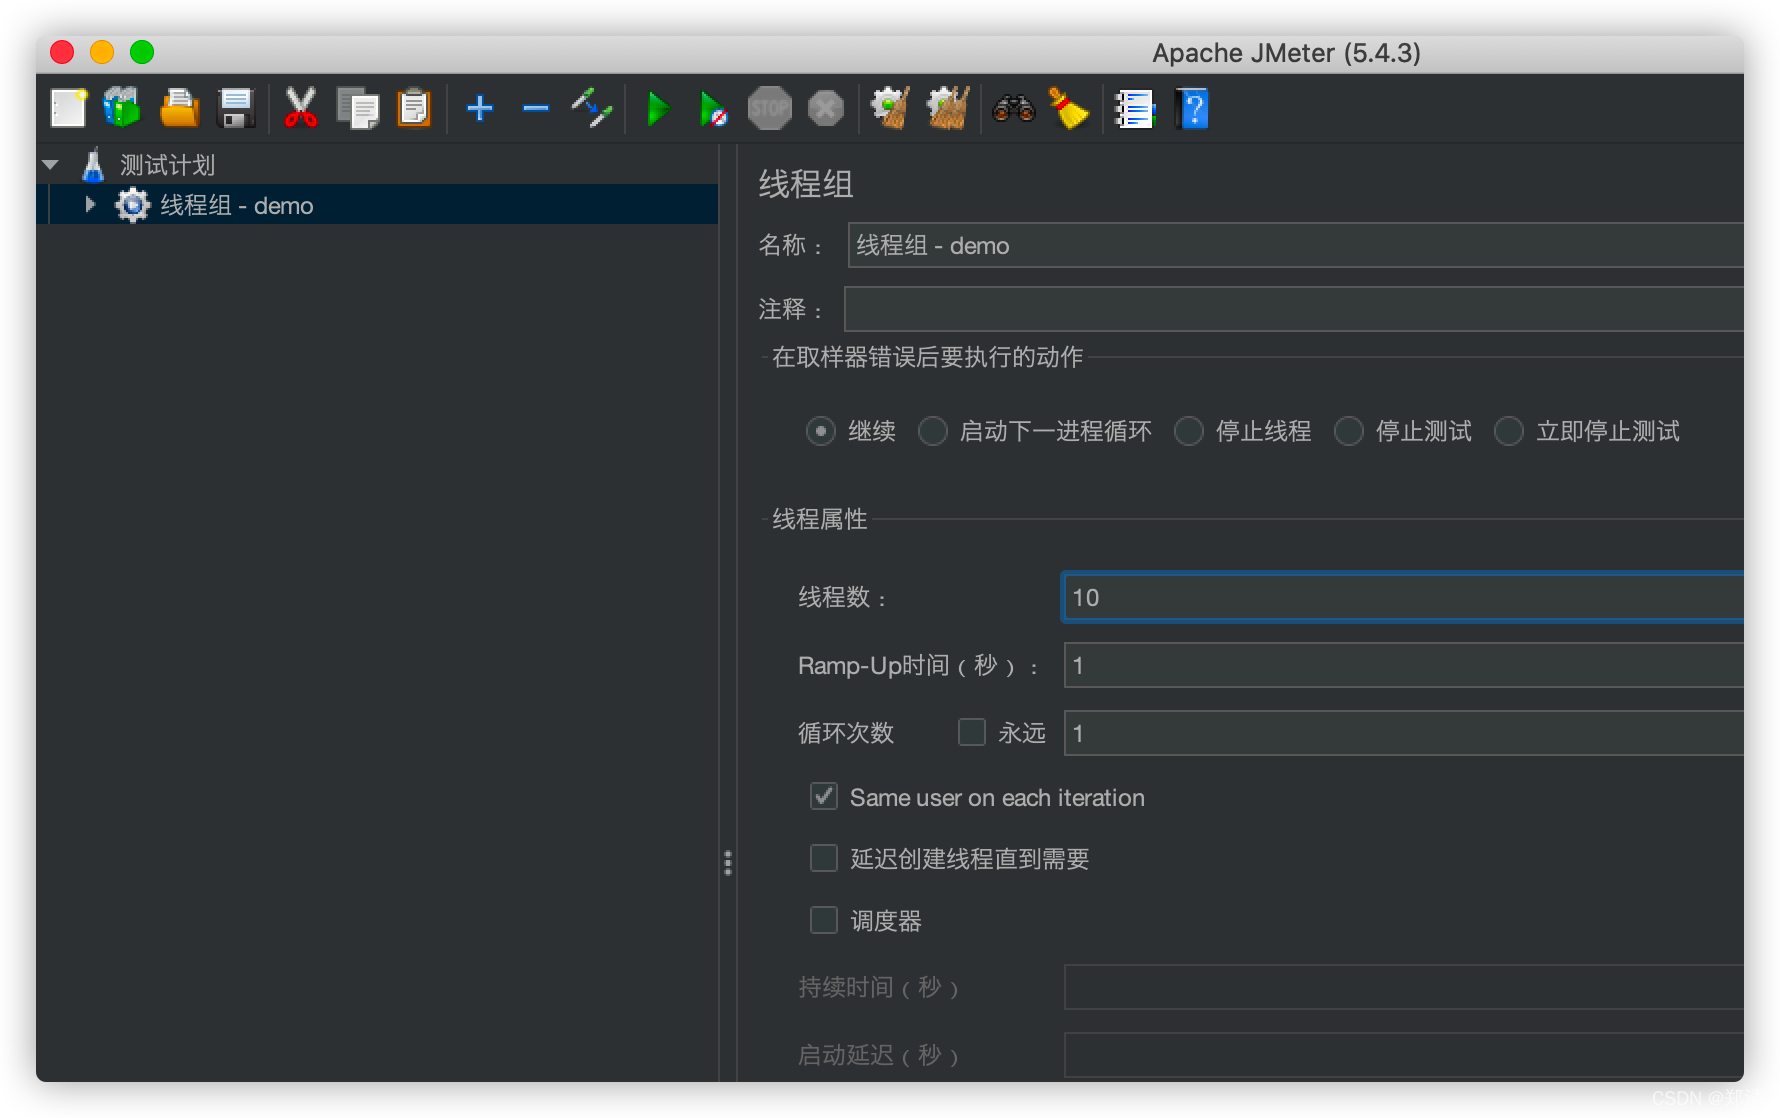 Apache JMeter (5.4.3)
STOP
测试计划
线程组 - demo
线程组
名称：
线程组 - demo
注释：
在取样器错误后要执行的动作
继续 启动下一进程循环 停止线程 停止测试 立即停止测试
线程属性
线程数： 10
Ramp-Up时间（秒）： 1
循环次数 永远 1
Same user on each iteration
延迟创建线程直到需要
调度器
持续时间（秒）
启动延迟（秒）
CSDN